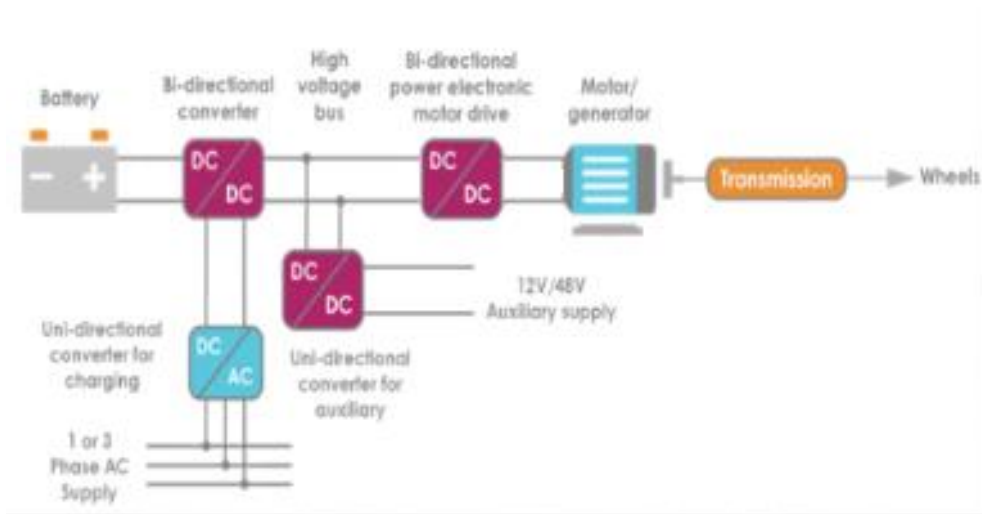 Battery
Bi-directional
converter
High
voltage
bus
Bi-directional
power electronic
motor drive
Motor/
generator
DC
DC
DC
DC
Transmission
Wheels
DC
DC
12V/48V
Auxiliary supply
Uni-directional
converter for
charging
DC
AC
Uni-directional
converter for
auxiliary
1 or 3
Phase AC
Supply